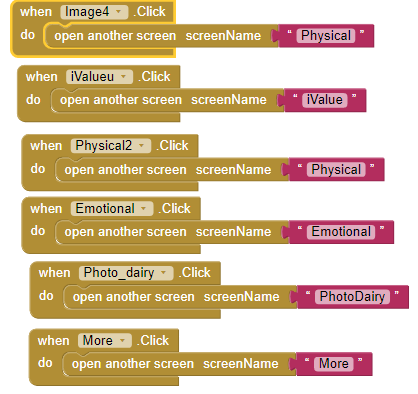 when Image4 .Click
do open another screen screenName " Physical "
when iValueu .Click
do open another screen screenName " iValue "
when Physical2 .Click
do open another screen screenName " Physical "
when Emotional .Click
do open another screen screenName " Emotional "
when Photo_dairy .Click
do open another screen screenName " PhotoDairy "
when More .Click
do open another screen screenName " More "